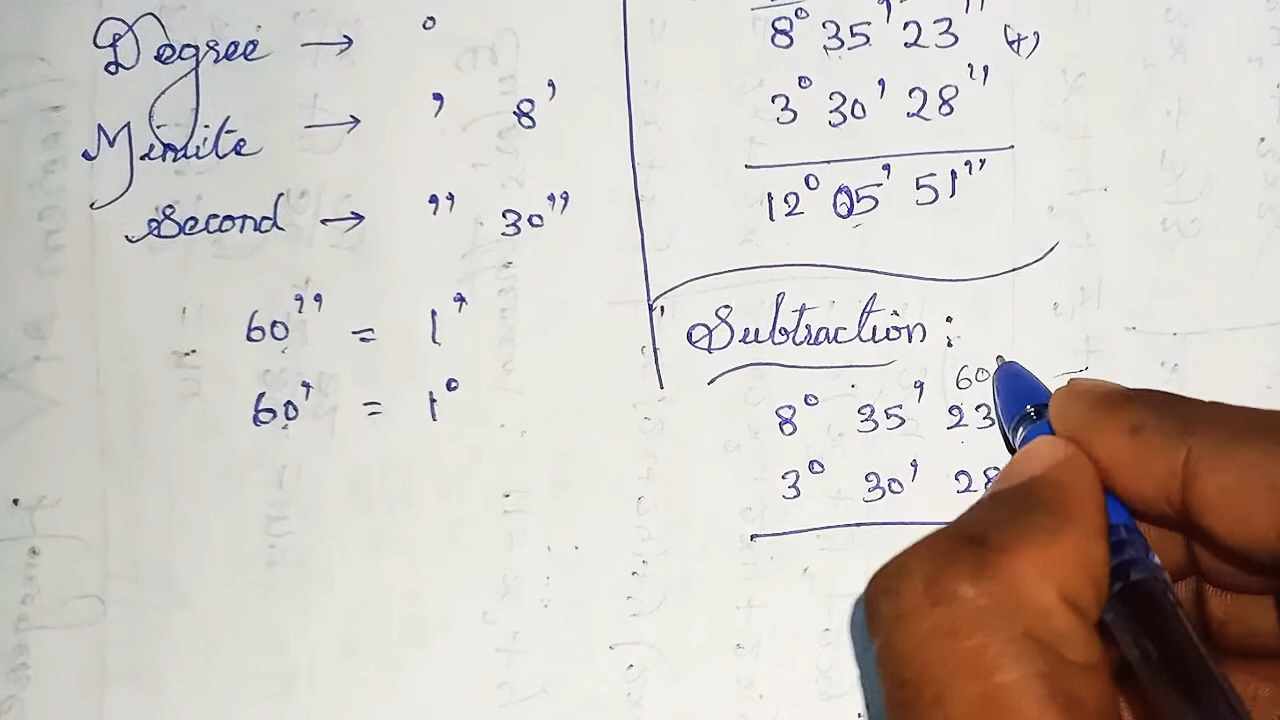 Degree → °
Minite → ' 8'
Second → '' 30''
60'' = 1'
60' = 1°
8° 35' 23'' (+)
3° 30' 28''
12° 05' 51''
Subtraction :
60
8° 35' 23
3° 30' 28